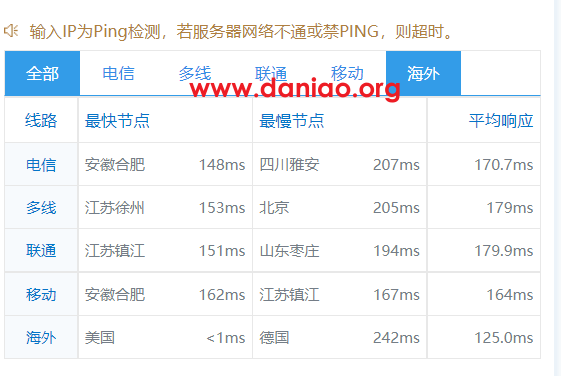 输入IP为Ping检测，若服务器网络不通或禁PING，则超时。
全部 电信 多线 联通 移动 海外
www.daniao.org
线路 最快节点 最慢节点 平均响应
电信 安徽合肥 148ms 四川雅安 207ms 170.7ms
多线 江苏徐州 153ms 北京 205ms 179ms
联通 江苏镇江 151ms 山东枣庄 194ms 179.9ms
移动 安徽合肥 162ms 江苏镇江 167ms 164ms
海外 美国 <1ms 德国 242ms 125.0ms